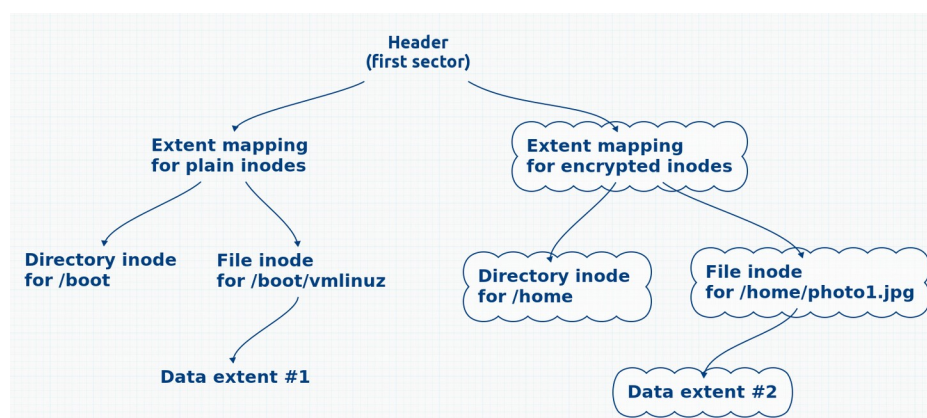 Header
(first sector)
Extent mapping
for plain inodes
Extent mapping
for encrypted inodes
Directory inode
for /boot
File inode
for /boot/vmlinuz
Directory inode
for /home
File inode
for /home/photo1.jpg
Data extent #1
Data extent #2